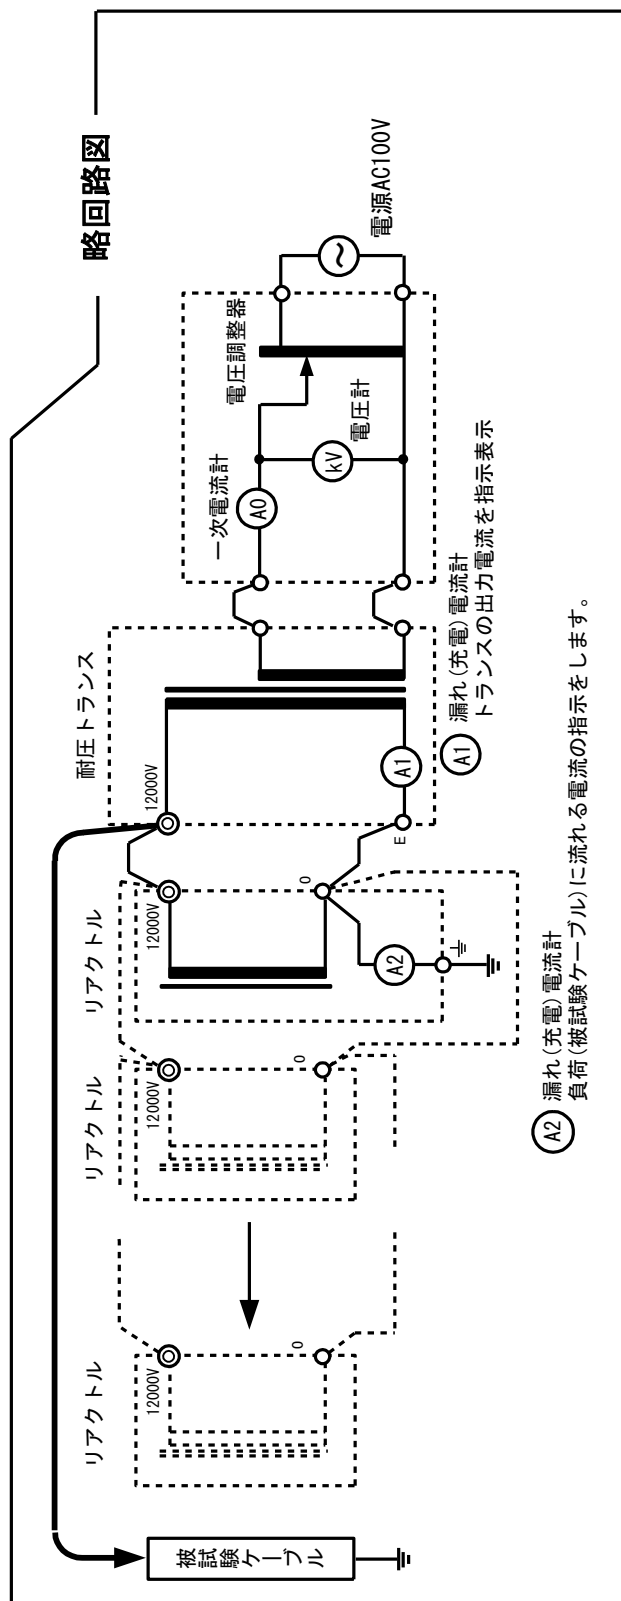 略回路図
電源AC100V
電圧調整器
電圧計
kV
一次電流計
A0
耐圧トランス
12000V
A1
E
A1
漏れ(充電)電流計
トランスの出力電流を指示表示
リアクトル
12000V
0
A2
リアクトル
12000V
0
A2
漏れ(充電)電流計
負荷(被試験ケーブル)に流れる電流の指示をします。
リアクトル
12000V
0
被試験ケーブル